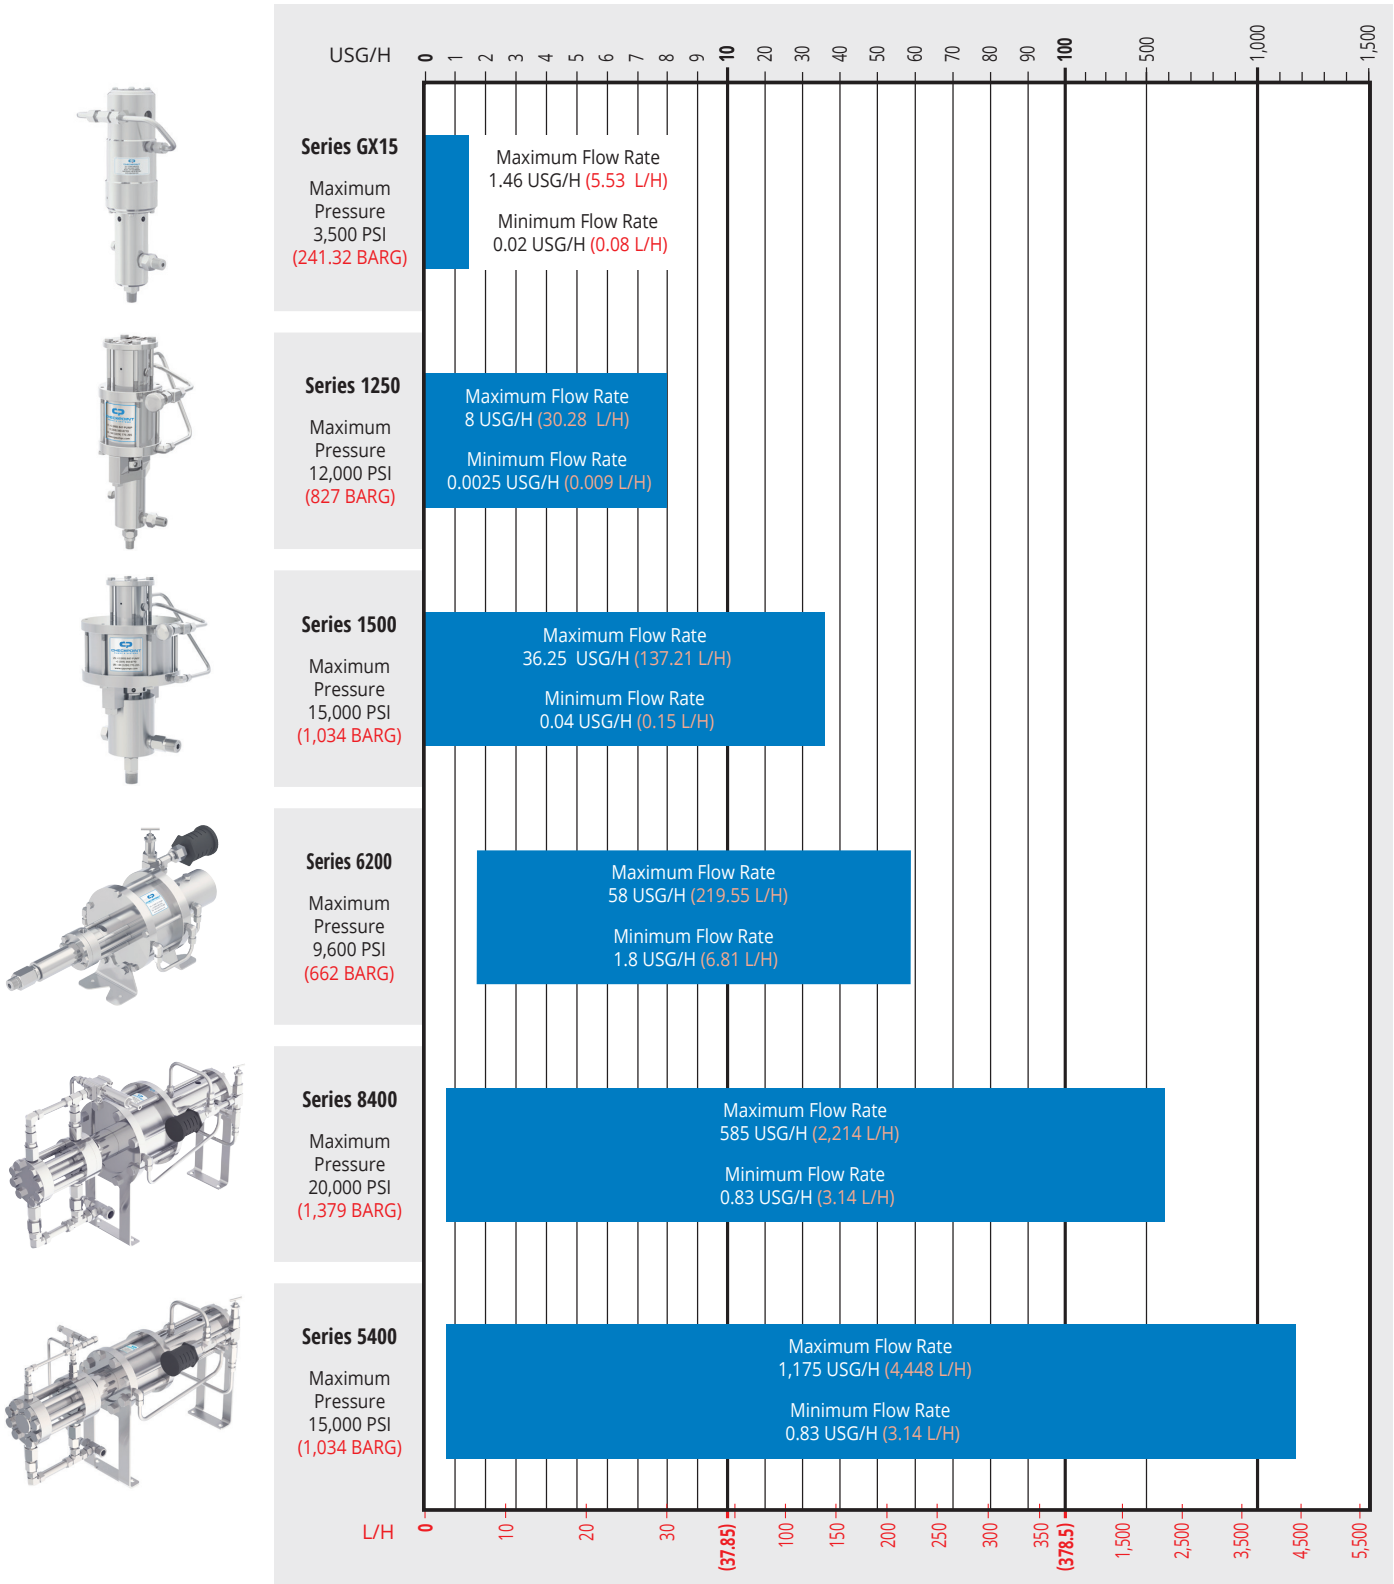 USG/H
0 1 2 3 4 5 6 7 8 9 10 20 30 40 50 60 70 80 90 100 500 1,000 1,500
Series GX15
Maximum
Pressure
3,500 PSI
(241.32 BARG)
Maximum Flow Rate
1.46 USG/H (5.53 L/H)
Minimum Flow Rate
0.02 USG/H (0.08 L/H)
Series 1250
Maximum
Pressure
12,000 PSI
(827 BARG)
Maximum Flow Rate
8 USG/H (30.28 L/H)
Minimum Flow Rate
0.0025 USG/H (0.009 L/H)
CP
CHECKPOINT
Series 1500
Maximum
Pressure
15,000 PSI
(1,034 BARG)
Maximum Flow Rate
36.25 USG/H (137.21 L/H)
Minimum Flow Rate
0.04 USG/H (0.15 L/H)
CP
CHECKPOINT
Series 6200
Maximum
Pressure
9,600 PSI
(662 BARG)
Maximum Flow Rate
58 USG/H (219.55 L/H)
Minimum Flow Rate
1.8 USG/H (6.81 L/H)
Series 8400
Maximum
Pressure
20,000 PSI
(1,379 BARG)
Maximum Flow Rate
585 USG/H (2,214 L/H)
Minimum Flow Rate
0.83 USG/H (3.14 L/H)
Series 5400
Maximum
Pressure
15,000 PSI
(1,034 BARG)
Maximum Flow Rate
1,175 USG/H (4,448 L/H)
Minimum Flow Rate
0.83 USG/H (3.14 L/H)
L/H
0 10 20 30 (37.85) 100 150 200 250 300 350 (378.5) 1,500 2,500 3,500 4,500 5,500